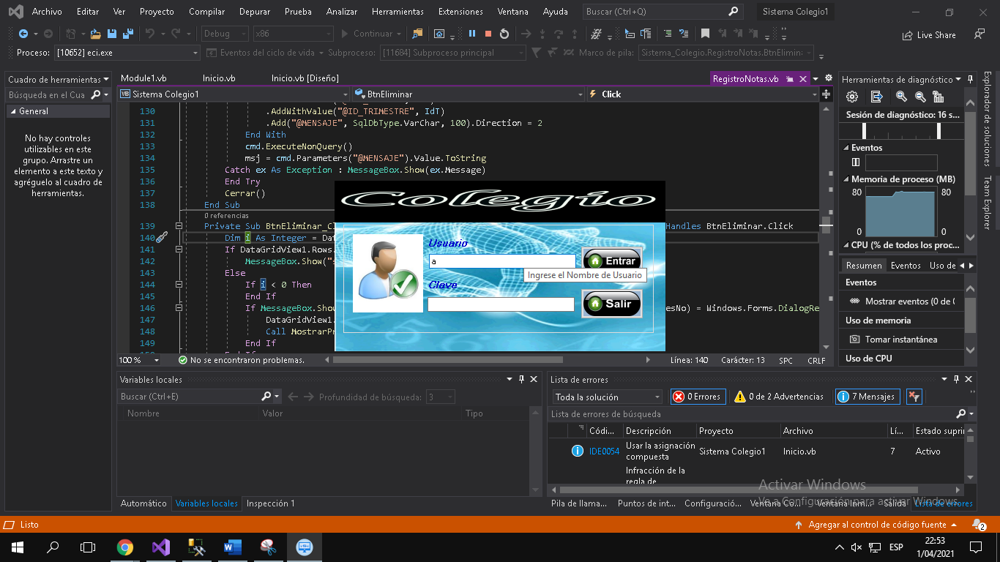 Archivo Editar Ver Proyecto Compilar Depurar Prueba Analizar Herramientas Extensiones Ventana Ayuda Buscar (Ctrl+Q) Sistema Colegio1
Debug x86 Continuar Live Share
Proceso: [10652] eci.exe Eventos del ciclo de vida Subproceso: [11684] Subproceso principal Marco de pila: Sistema_Colegio.RegistroNotas.BtnElimin
Cuadro de herramientas
Búsqueda en el Cua
General
No hay controles
utilizables en este
grupo. Arrastre un
elemento a este texto y
agréguelo al cuadro de
herramientas.
Module1.vb Inicio.vb Inicio.vb [Diseño] RegistroNotas.vb
Sistema Colegio1 BtnEliminar Click
130 .AddWithValue("@ID_TRIMESTRE", IdT)
131 .Add("@MENSAJE", SqlDbType.VarChar, 100).Direction = 2
132 End With
133 cmd.ExecuteNonQuery()
134 msj = cmd.Parameters("@MENSAJE").Value.ToString
135 Catch ex As Exception : MessageBox.Show(ex.Message)
136 End Try
137 Cerrar()
138 End Sub
0 referencias
139 Private Sub BtnEliminar_C Handles BtnEliminar.Click
140 Dim i As Integer = Dat
141 If DataGridView1.Rows.
142 MessageBox.Show("
143 Else
144 If i < 0 Then
145 End If
146 If MessageBox.Show esNo) = Windows.Forms.DialogRe
147 DataGridView1.
148 Call MostrarPr
149 End If
Colegio
Usuario
a
Entrar
Ingrese el Nombre de Usuario
Clave
Salir
100 % No se encontraron problemas. Línea: 140 Carácter: 13 SPC CRLF
Herramientas de diagnóstico
Sesión de diagnóstico: 16 s...
Eventos
Memoria de proceso (MB)
80 80
0 0
CPU (% de todos los proc...
Resumen Eventos Uso de
Eventos
Mostrar eventos (0 de 0
Uso de memoria
Tomar instantánea
Uso de CPU
Explorador de soluciones
Team Explorer
Variables locales
Buscar (Ctrl+E) Profundidad de búsqueda: 3
Nombre Valor Tipo
Automático Variables locales Inspección 1
Lista de errores
Toda la solución 0 Errores 0 de 2 Advertencias 7 Mensajes
Lista de errores de búsqueda
Códi... Descripción Proyecto Archivo Lí... Estado suprir
IDE0054 Usar la asignación compuesta Sistema Colegio1 Inicio.vb 7 Activo
Infracción de la
regla de
Pila de llama... Puntos de int... Configuració... Ventana Co... Ventana Inm... Salida Lista de errores
Activar Windows
Ve a Configuración para activar Windows.
Listo Agregar al control de código fuente 2
ESP 22:53
1/04/2021